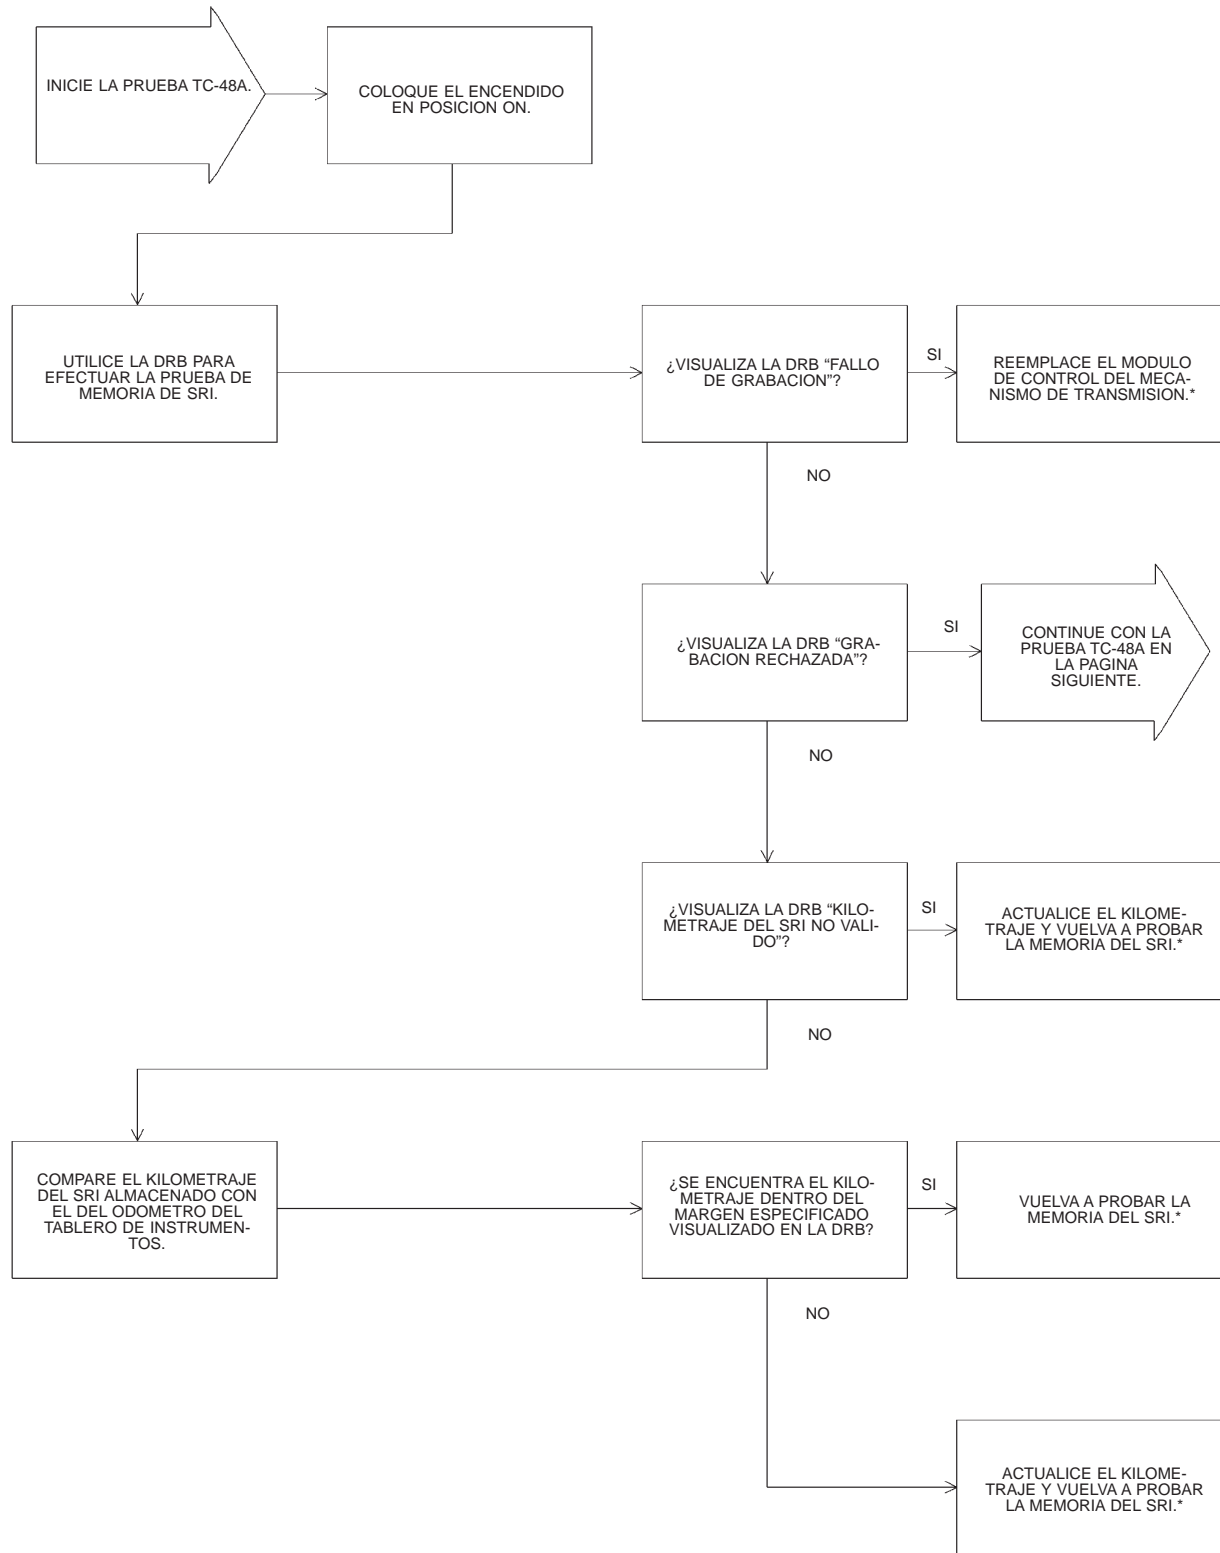 INICIE LA PRUEBA TC-48A.
COLOQUE EL ENCENDIDO
EN POSICION ON.
UTILICE LA DRB PARA
EFECTUAR LA PRUEBA DE
MEMORIA DE SRI.
¿VISUALIZA LA DRB “FALLO
DE GRABACION”?
SI
REEMPLACE EL MODULO
DE CONTROL DEL MECA-
NISMO DE TRANSMISION.*
NO
¿VISUALIZA LA DRB “GRA-
BACION RECHAZADA”?
SI
CONTINUE CON LA
PRUEBA TC-48A EN
LA PAGINA
SIGUIENTE.
NO
¿VISUALIZA LA DRB “KILO-
METRAJE DEL SRI NO VALI-
DO”?
SI
ACTUALICE EL KILOME-
TRAJE Y VUELVA A PROBAR
LA MEMORIA DEL SRI.*
NO
COMPARE EL KILOMETRAJE
DEL SRI ALMACENADO CON
EL DEL ODOMETRO DEL
TABLERO DE INSTRUMEN-
TOS.
¿SE ENCUENTRA EL KILO-
METRAJE DENTRO DEL
MARGEN ESPECIFICADO
VISUALIZADO EN LA DRB?
SI
VUELVA A PROBAR LA
MEMORIA DEL SRI.*
NO
ACTUALICE EL KILOME-
TRAJE Y VUELVA A PROBAR
LA MEMORIA DEL SRI.*